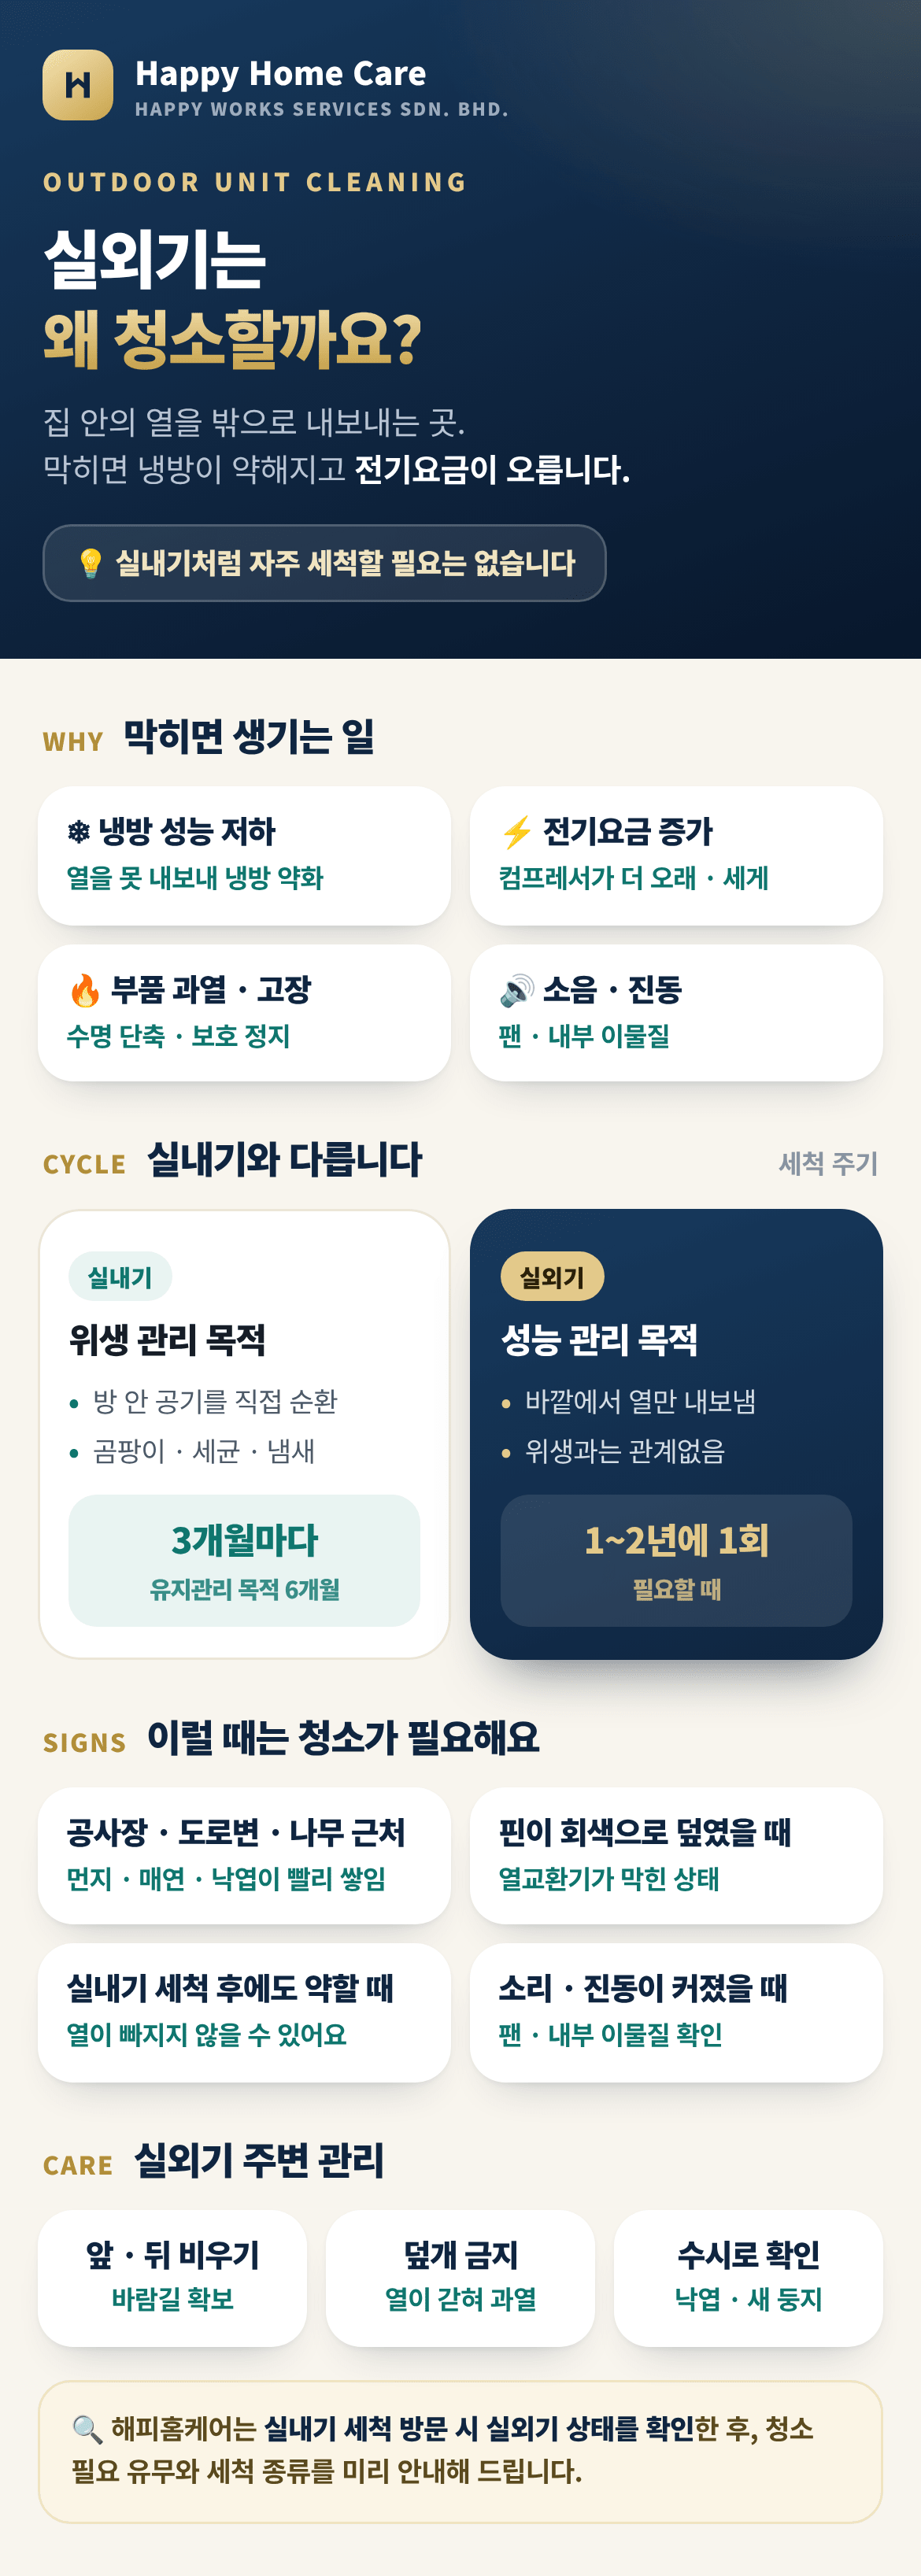 Happy Home Care
HAPPY WORKS SERVICES SDN. BHD.
OUTDOOR UNIT CLEANING
실외기는
왜 청소할까요?
집 안의 열을 밖으로 내보내는 곳.
막히면 냉방이 약해지고 전기요금이 오릅니다.
💡 실내기처럼 자주 세척할 필요는 없습니다
WHY 막히면 생기는 일
❄ 냉방 성능 저하
열을 못 내보내 냉방 약화
⚡ 전기요금 증가
컴프레서가 더 오래 · 세게
🔥 부품 과열 · 고장
수명 단축 · 보호 정지
🔊 소음 · 진동
팬 · 내부 이물질
CYCLE 실내기와 다릅니다
세척 주기
실내기
위생 관리 목적
• 방 안 공기를 직접 순환
• 곰팡이 · 세균 · 냄새
3개월마다
유지관리 목적 6개월
실외기
성능 관리 목적
• 바깥에서 열만 내보냄
• 위생과는 관계없음
1~2년에 1회
필요할 때
SIGNS 이럴 때는 청소가 필요해요
공사장 · 도로변 · 나무 근처
먼지 · 매연 · 낙엽이 빨리 쌓임
핀이 회색으로 덮였을 때
열교환기가 막힌 상태
실내기 세척 후에도 약할 때
열이 빠지지 않을 수 있어요
소리 · 진동이 커졌을 때
팬 · 내부 이물질 확인
CARE 실외기 주변 관리
앞 · 뒤 비우기
바람길 확보
덮개 금지
열이 갇혀 과열
수시로 확인
낙엽 · 새 둥지
🔍 해피홈케어는 실내기 세척 방문 시 실외기 상태를 확인한 후, 청소
필요 유무와 세척 종류를 미리 안내해 드립니다.